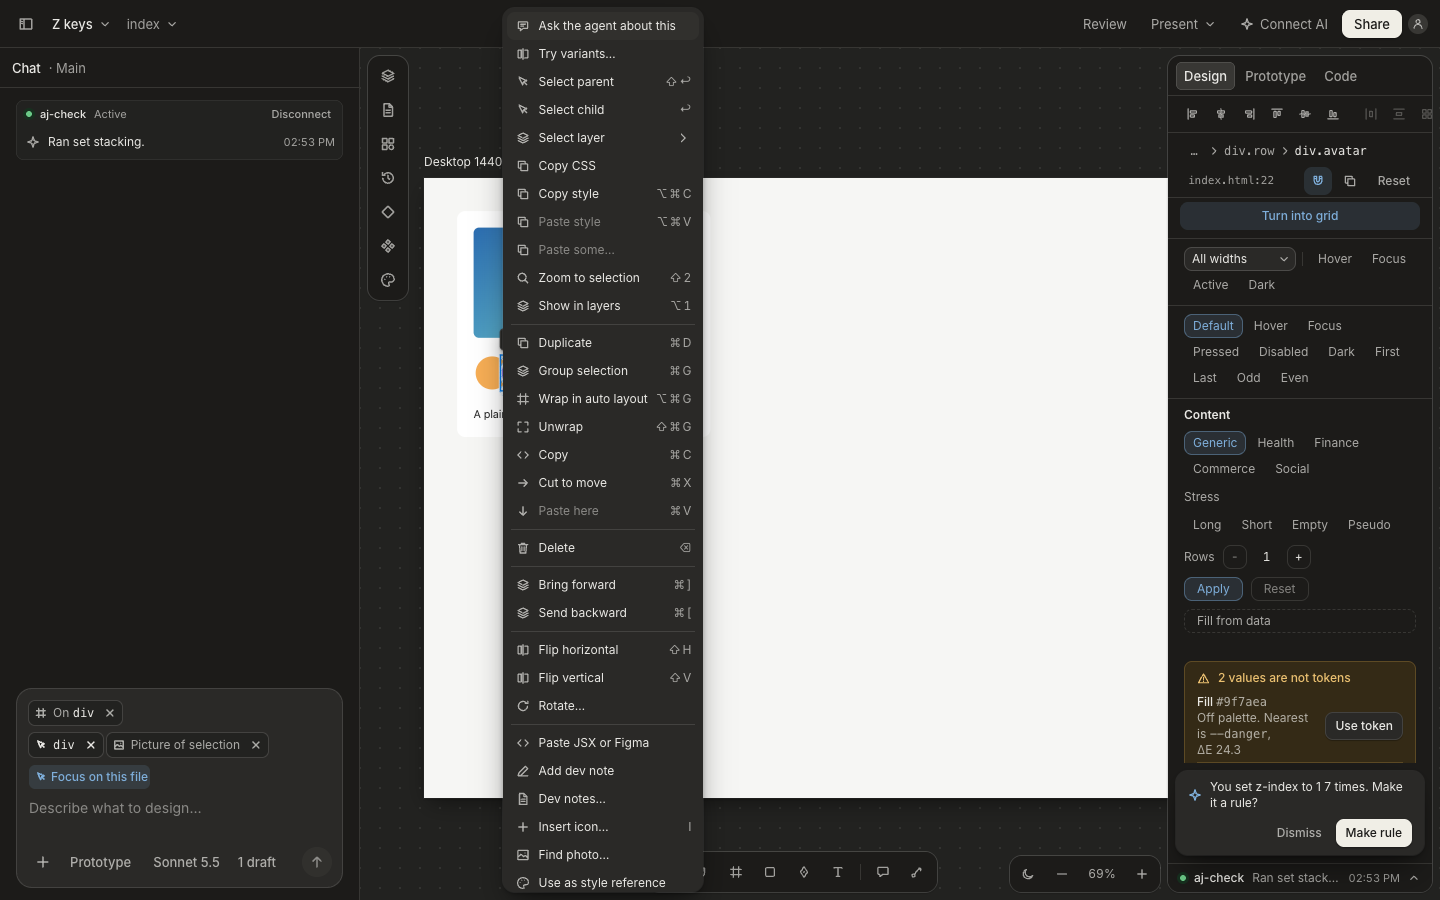 Z keys
index
Review
Present
Connect AI
Share
Chat · Main
aj-check Active Disconnect
Ran set stacking. 02:53 PM
On div
div
Picture of selection
Focus on this file
Describe what to design...
Prototype
Sonnet 5.5
1 draft
Desktop 1440
A plain
Ask the agent about this
Try variants...
Select parent ⇧↩
Select child ↩
Select layer
Copy CSS
Copy style ⌥⌘C
Paste style ⌥⌘V
Paste some...
Zoom to selection ⇧2
Show in layers ⌥1
Duplicate ⌘D
Group selection ⌘G
Wrap in auto layout ⌥⌘G
Unwrap ⇧⌘G
Copy ⌘C
Cut to move ⌘X
Paste here ⌘V
Delete ⌫
Bring forward ⌘]
Send backward ⌘[
Flip horizontal ⇧H
Flip vertical ⇧V
Rotate...
Paste JSX or Figma
Add dev note
Dev notes...
Insert icon... I
Find photo...
Use as style reference
T
69%
Design
Prototype
Code
... > div.row > div.avatar
index.html:22
Reset
Turn into grid
All widths
Hover
Focus
Active
Dark
Default
Hover
Focus
Pressed
Disabled
Dark
First
Last
Odd
Even
Content
Generic
Health
Finance
Commerce
Social
Stress
Long
Short
Empty
Pseudo
Rows - 1 +
Apply
Reset
Fill from data
2 values are not tokens
Fill #9f7aea
Off palette. Nearest
is --danger,
ΔE 24.3
Use token
You set z-index to 1 7 times. Make
it a rule?
Dismiss
Make rule
aj-check Ran set stack... 02:53 PM